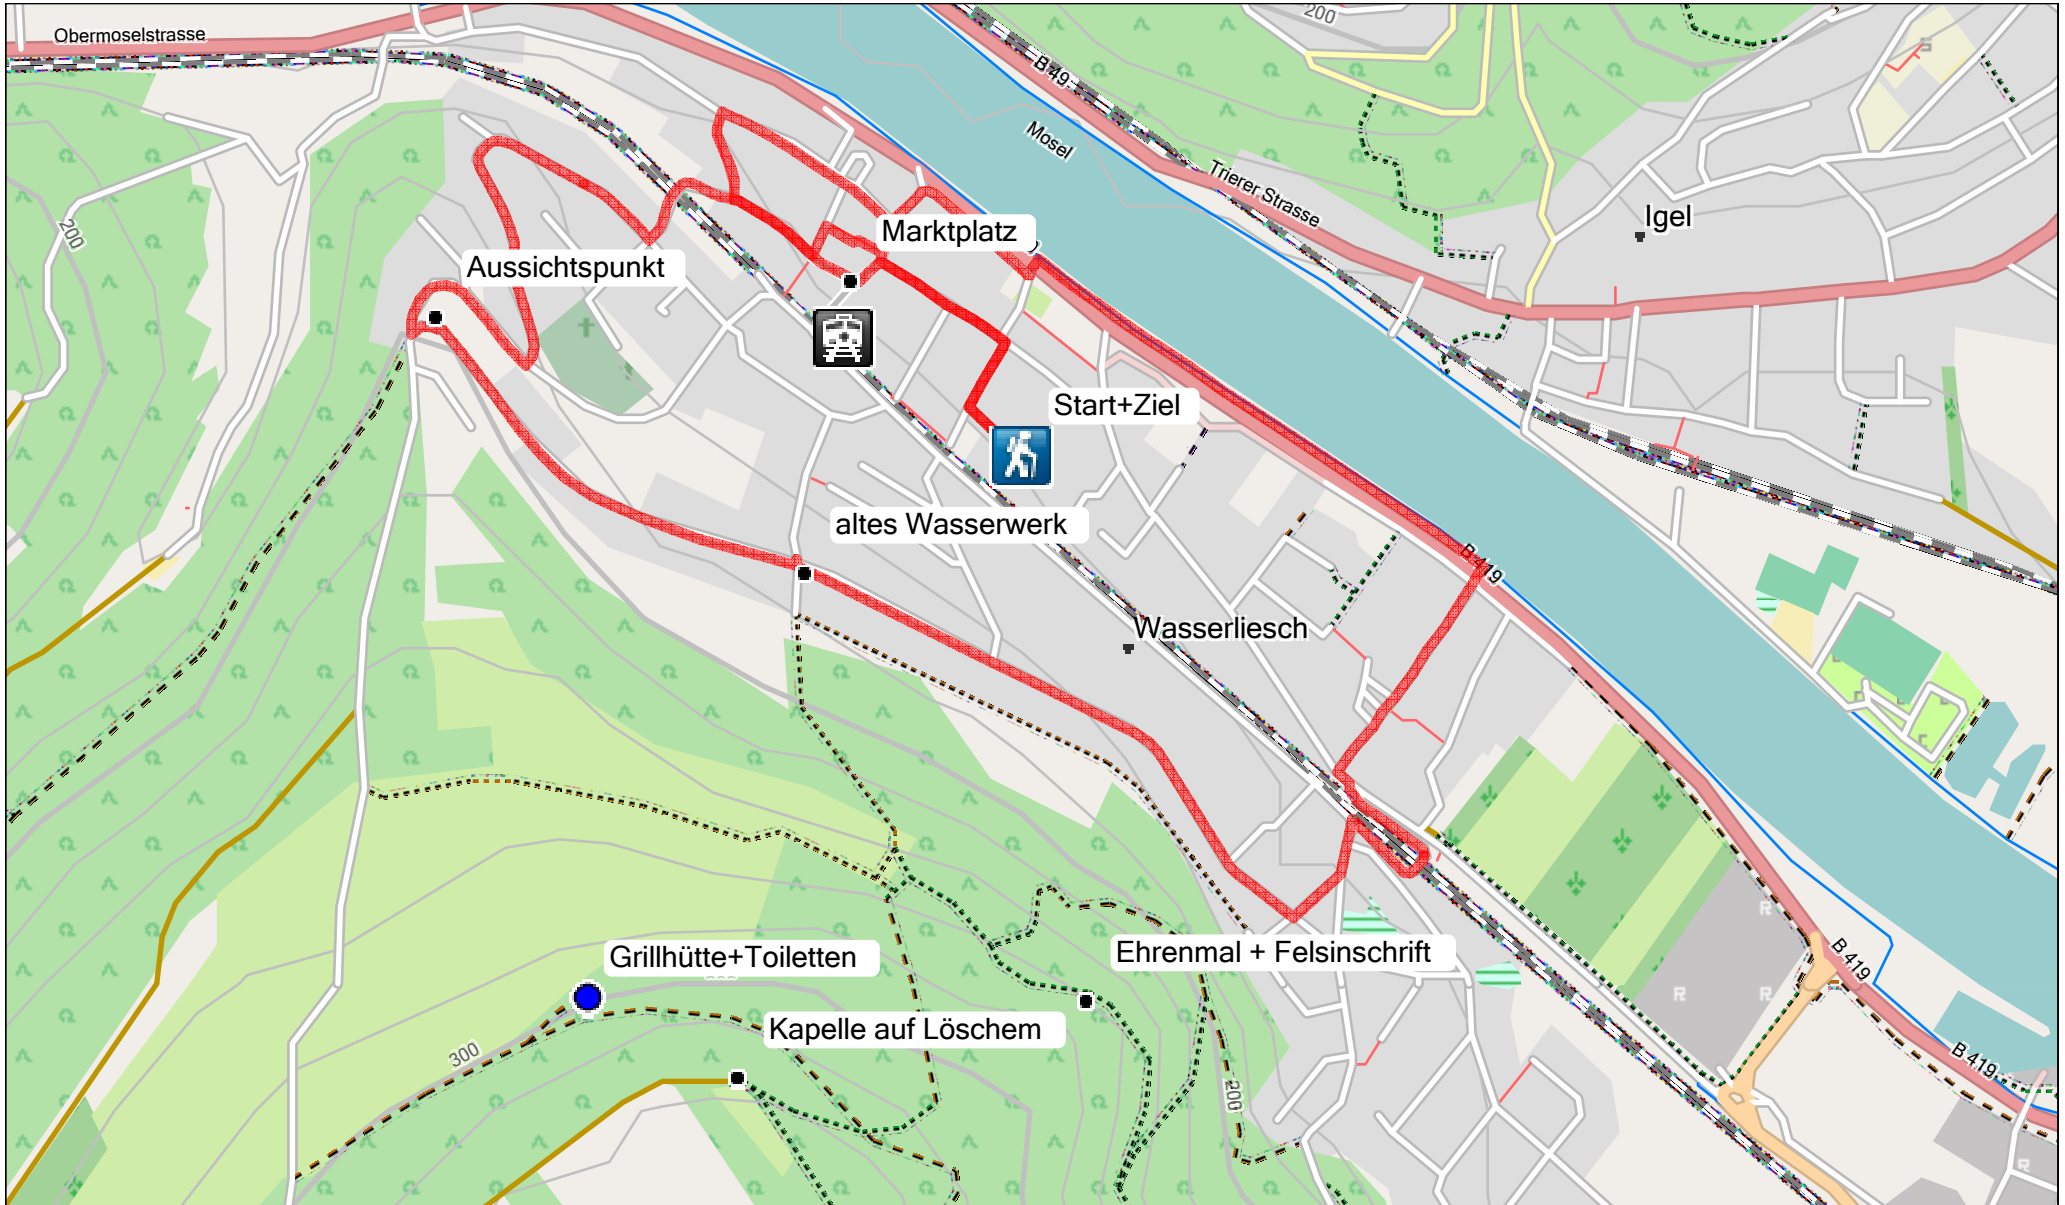 Obermoselstrasse
200
B 49
Mosel
Trierer Strasse
Igel
200
Marktplatz
Aussichtspunkt
Start+Ziel
altes Wasserwerk
B 419
Wasserliesch
Ehrenmal + Felsinschrift
Grillhütte+Toiletten
B 419
Kapelle auf Löschem
300
200
B 419